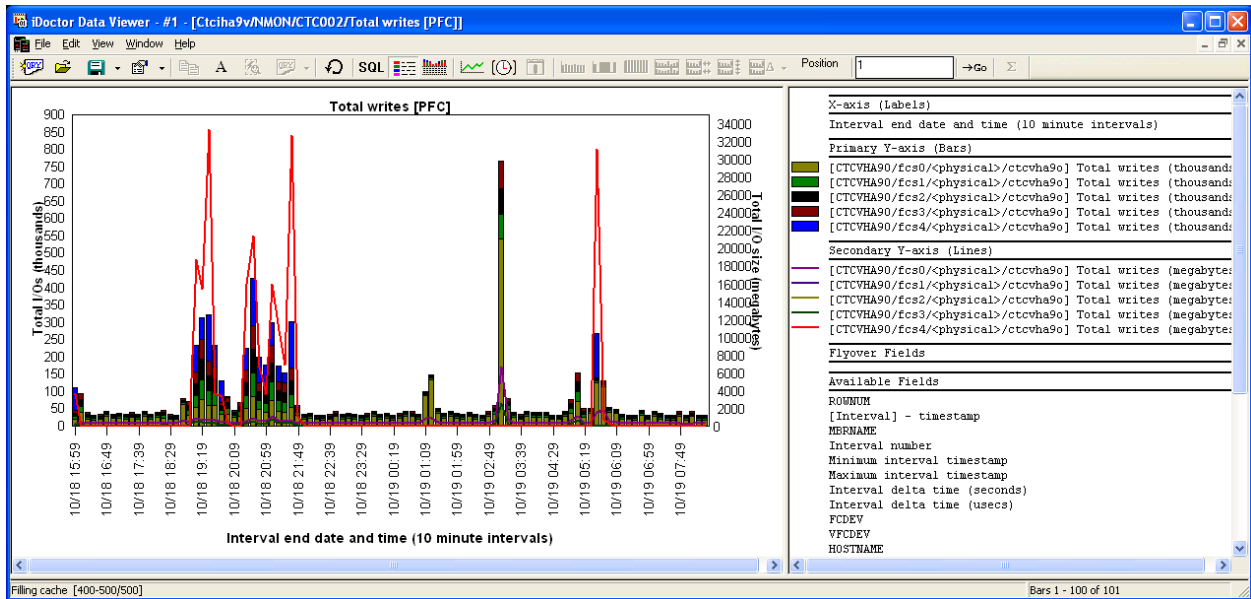 iDoctor Data Viewer - #1 - [Ctciha9v/NMON/CTC002/Total writes [PFC]]
File Edit View Window Help
SQL Position 1 Go
Total writes [PFC]
900
850
800
750
700
650
600
550
500
450
400
350
300
250
200
150
100
50
0
Total I/Os (thousands)
34000
32000
30000
28000
26000
24000
22000
20000
18000
16000
14000
12000
10000
8000
6000
4000
2000
0
Total I/O size (megabytes)
10/18 15:59
10/18 16:49
10/18 17:39
10/18 18:29
10/18 19:19
10/18 20:09
10/18 20:59
10/18 21:49
10/18 22:39
10/18 23:29
10/19 00:19
10/19 01:09
10/19 01:59
10/19 02:49
10/19 03:39
10/19 04:29
10/19 05:19
10/19 06:09
10/19 06:59
10/19 07:49
Interval end date and time (10 minute intervals)
X-axis (Labels)
Interval end date and time (10 minute intervals)
Primary Y-axis (Bars)
[CTCVHA90/fcs0/<physical>/ctcvha9o] Total writes (thousands
[CTCVHA90/fcs1/<physical>/ctcvha9o] Total writes (thousands
[CTCVHA90/fcs2/<physical>/ctcvha9o] Total writes (thousands
[CTCVHA90/fcs3/<physical>/ctcvha9o] Total writes (thousands
[CTCVHA90/fcs4/<physical>/ctcvha9o] Total writes (thousands
Secondary Y-axis (Lines)
[CTCVHA90/fcs0/<physical>/ctcvha9o] Total writes (megabytes
[CTCVHA90/fcs1/<physical>/ctcvha9o] Total writes (megabytes
[CTCVHA90/fcs2/<physical>/ctcvha9o] Total writes (megabytes
[CTCVHA90/fcs3/<physical>/ctcvha9o] Total writes (megabytes
[CTCVHA90/fcs4/<physical>/ctcvha9o] Total writes (megabytes
Flyover Fields
Available Fields
ROWNUM
[Interval] - timestamp
MBRNAME
Interval number
Minimum interval timestamp
Maximum interval timestamp
Interval delta time (seconds)
Interval delta time (usecs)
FCDEV
VFCDEV
HOSTNAME
Filling cache [400-500/500]
Bars 1 - 100 of 101